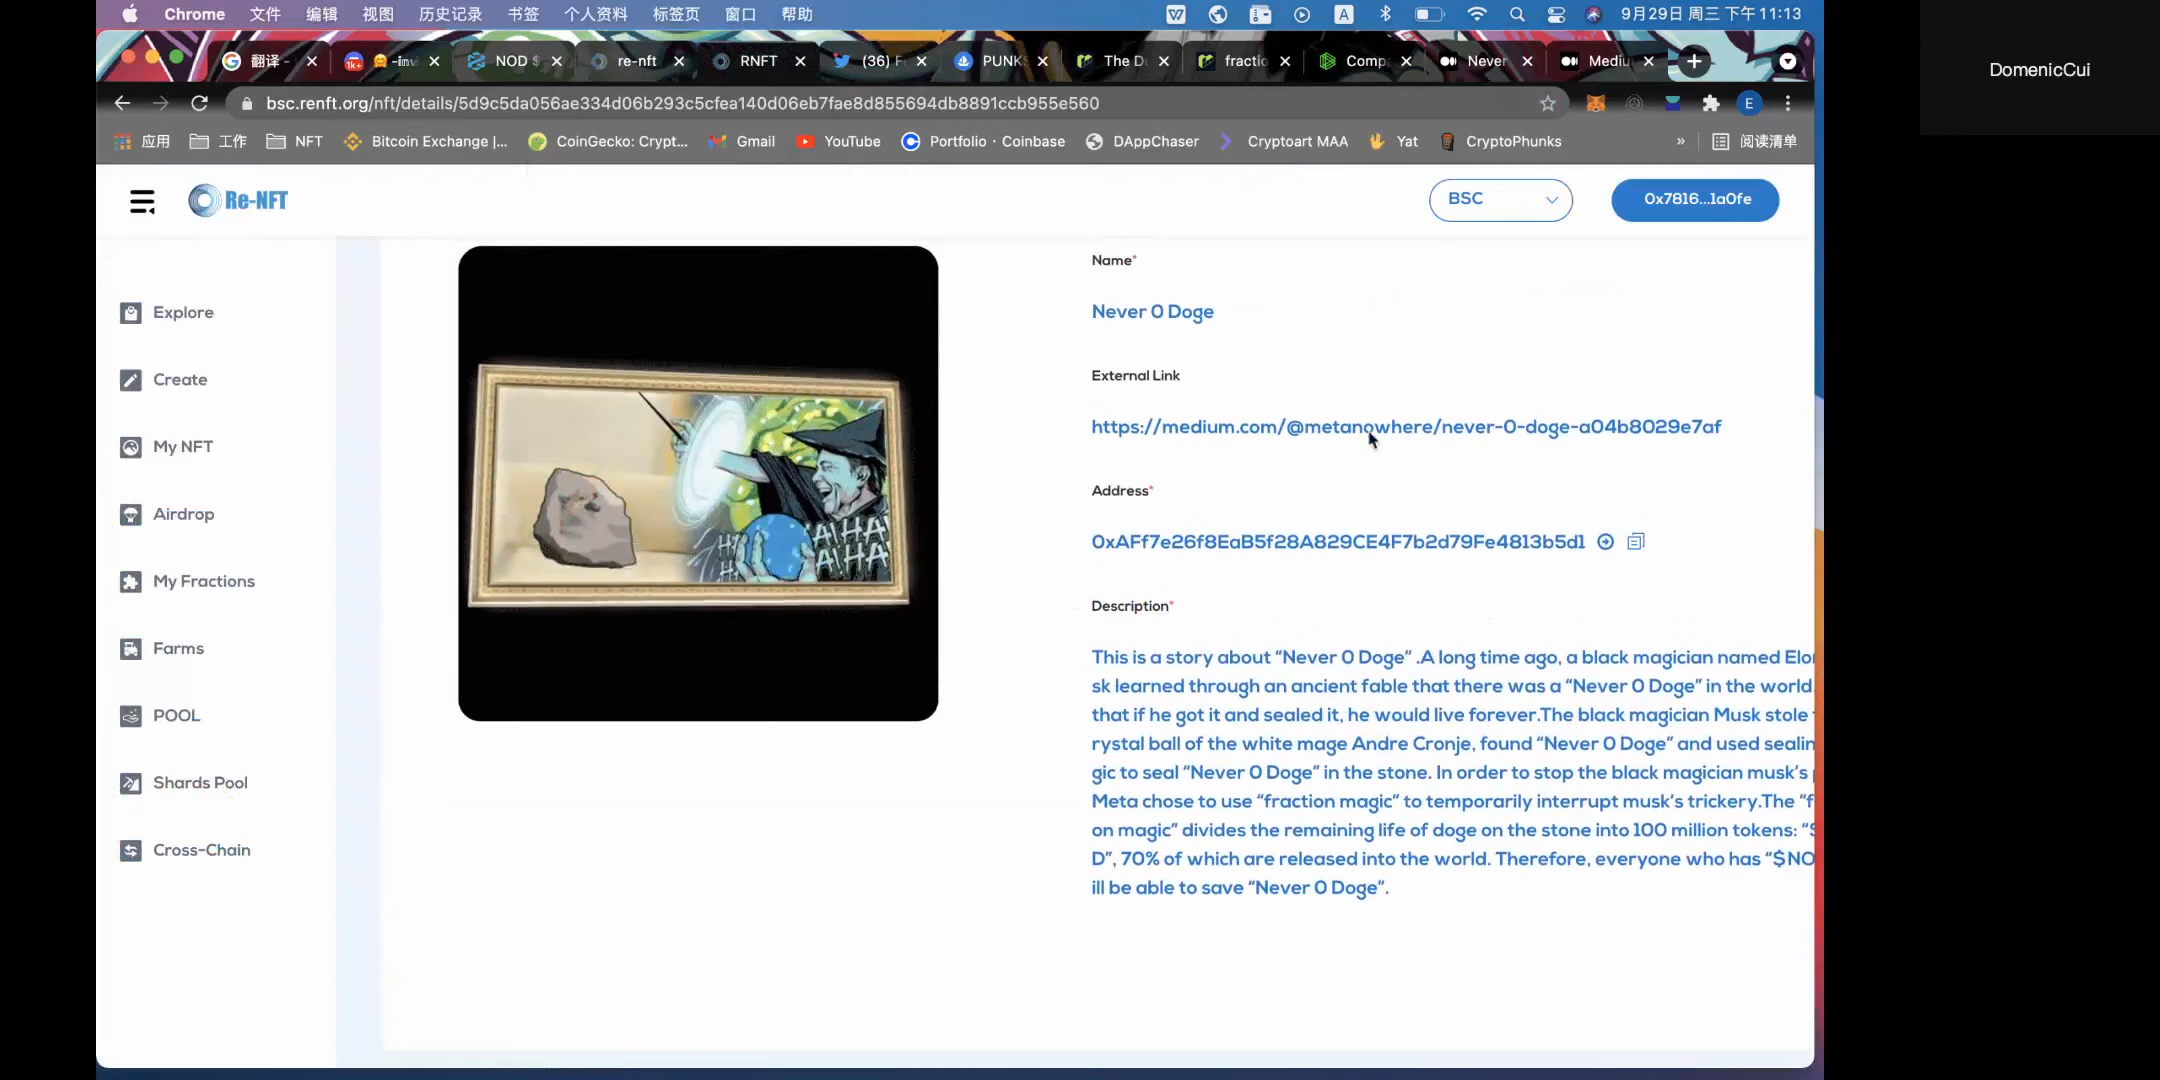 Chrome 文件 编辑 视图 历史记录 书签 个人资料 标签页 窗口 帮助 A 9月29日 周三 下午11:13
DomenicCui
翻译 - 1k+ -inv NOD $ re-nft RNFT (36) F PUNK The D fractio Comp Never Mediu
bsc.renft.org/nft/details/5d9c5da056ae334d06b293c5cfea140d06eb7fae8d855694db8891ccb955e560 E
应用 工作 NFT Bitcoin Exchange |... CoinGecko: Crypt... Gmail YouTube Portfolio · Coinbase DAppChaser Cryptoart MAA Yat CryptoPhunks » 阅读清单
Re-NFT BSC 0x7816...1a0fe
Explore
Create
My NFT
Airdrop
My Fractions
Farms
POOL
Shards Pool
Cross-Chain
Name*
Never 0 Doge
External Link
https://medium.com/@metanowhere/never-0-doge-a04b8029e7af
Address*
0xAFf7e26f8EaB5f28A829CE4F7b2d79Fe4813b5d1
Description*
This is a story about “Never 0 Doge” .A long time ago, a black magician named Elo
sk learned through an ancient fable that there was a “Never 0 Doge” in the world
that if he got it and sealed it, he would live forever.The black magician Musk stole
rystal ball of the white mage Andre Cronje, found “Never 0 Doge” and used sealin
gic to seal “Never 0 Doge” in the stone. In order to stop the black magician musk’s
Meta chose to use “fraction magic” to temporarily interrupt musk’s trickery.The “f
on magic” divides the remaining life of doge on the stone into 100 million tokens: “$
D”, 70% of which are released into the world. Therefore, everyone who has “$NO
ill be able to save “Never 0 Doge”.